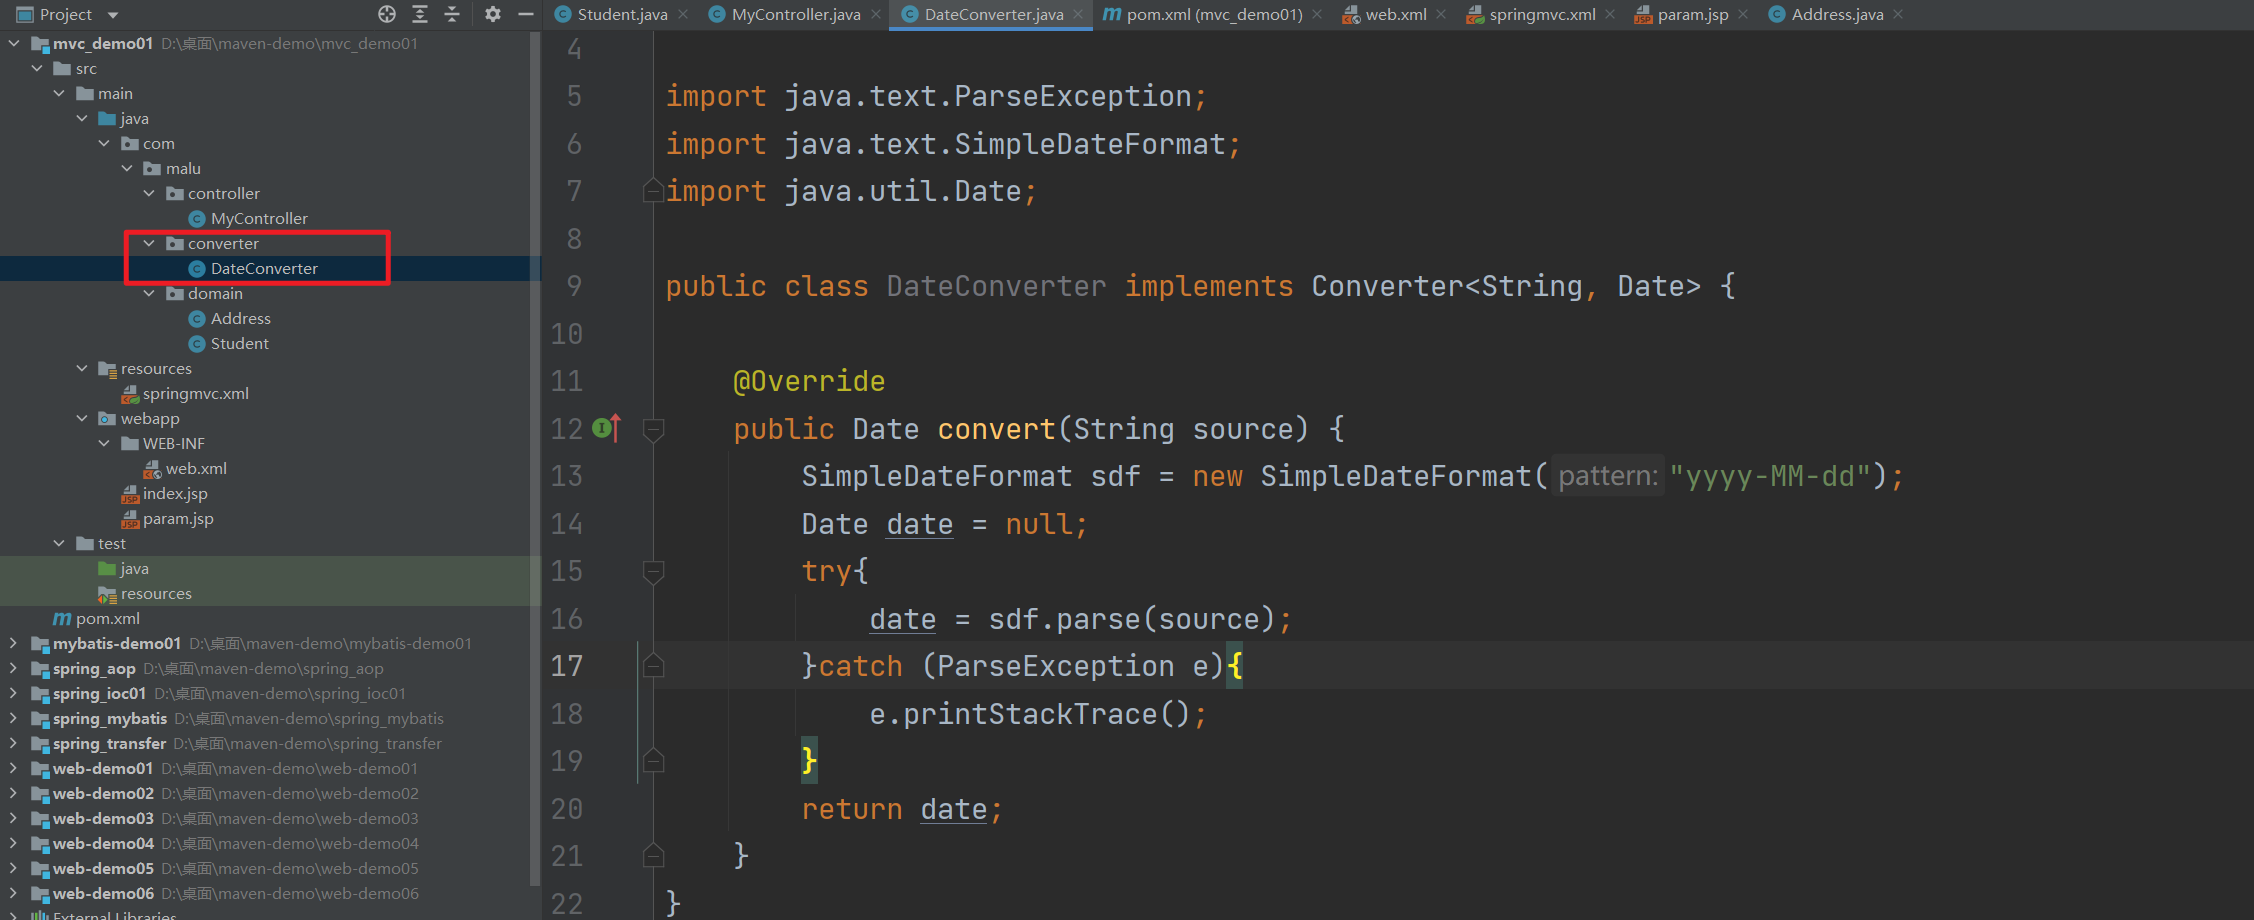 Project
mvc_demo01 D:\桌面\maven-demo\mvc_demo01
src
main
java
com
malu
controller
MyController
converter
DateConverter
domain
Address
Student
resources
springmvc.xml
webapp
WEB-INF
web.xml
index.jsp
param.jsp
test
java
resources
pom.xml
mybatis-demo01 D:\桌面\maven-demo\mybatis-demo01
spring_aop D:\桌面\maven-demo\spring_aop
spring_ioc01 D:\桌面\maven-demo\spring_ioc01
spring_mybatis D:\桌面\maven-demo\spring_mybatis
spring_transfer D:\桌面\maven-demo\spring_transfer
web-demo01 D:\桌面\maven-demo\web-demo01
web-demo02 D:\桌面\maven-demo\web-demo02
web-demo03 D:\桌面\maven-demo\web-demo03
web-demo04 D:\桌面\maven-demo\web-demo04
web-demo05 D:\桌面\maven-demo\web-demo05
web-demo06 D:\桌面\maven-demo\web-demo06
External Libraries
Student.java MyController.java DateConverter.java pom.xml (mvc_demo01) web.xml springmvc.xml param.jsp Address.java
4
5 import java.text.ParseException;
6 import java.text.SimpleDateFormat;
7 import java.util.Date;
8
9 public class DateConverter implements Converter<String, Date> {
10
11 @Override
12 public Date convert(String source) {
13 SimpleDateFormat sdf = new SimpleDateFormat( pattern: "yyyy-MM-dd");
14 Date date = null;
15 try{
16 date = sdf.parse(source);
17 }catch (ParseException e){
18 e.printStackTrace();
19 }
20 return date;
21 }
22 }